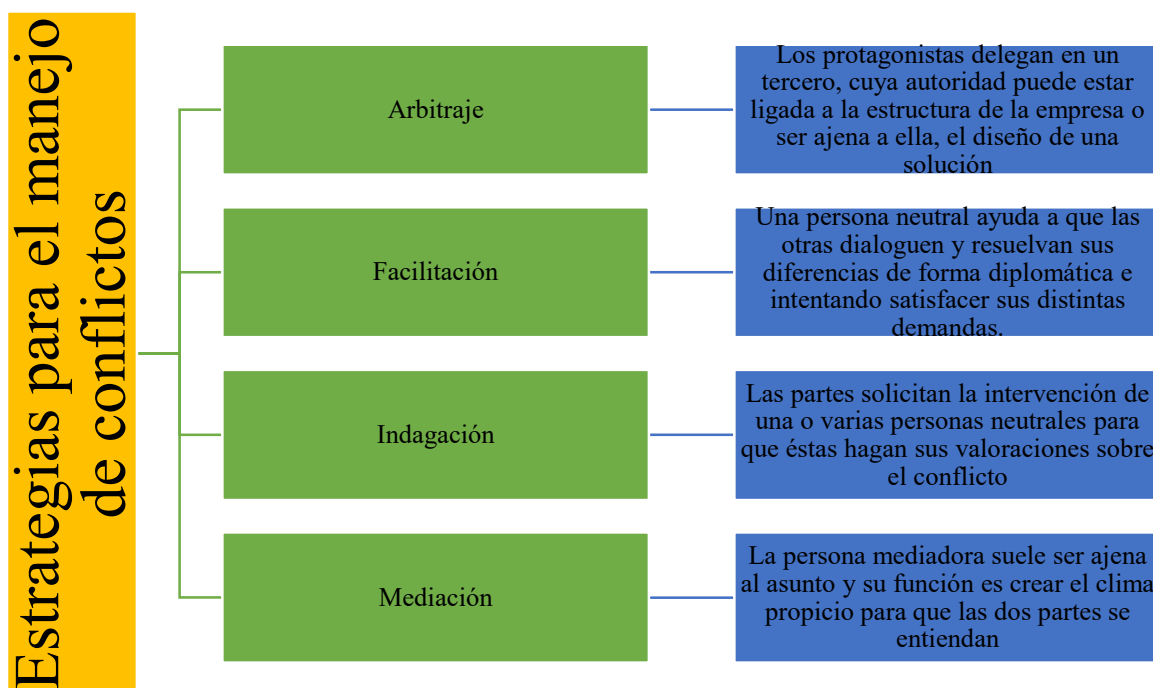 Estrategias para el manejo
de conflictos
Arbitraje
Los protagonistas delegan en un
tercero, cuya autoridad puede estar
ligada a la estructura de la empresa o
ser ajena a ella, el diseño de una
solución
Facilitación
Una persona neutral ayuda a que las
otras dialoguen y resuelvan sus
diferencias de forma diplomática e
intentando satisfacer sus distintas
demandas.
Indagación
Las partes solicitan la intervención de
una o varias personas neutrales para
que éstas hagan sus valoraciones sobre
el conflicto
Mediación
La persona mediadora suele ser ajena
al asunto y su función es crear el clima
propicio para que las dos partes se
entiendan